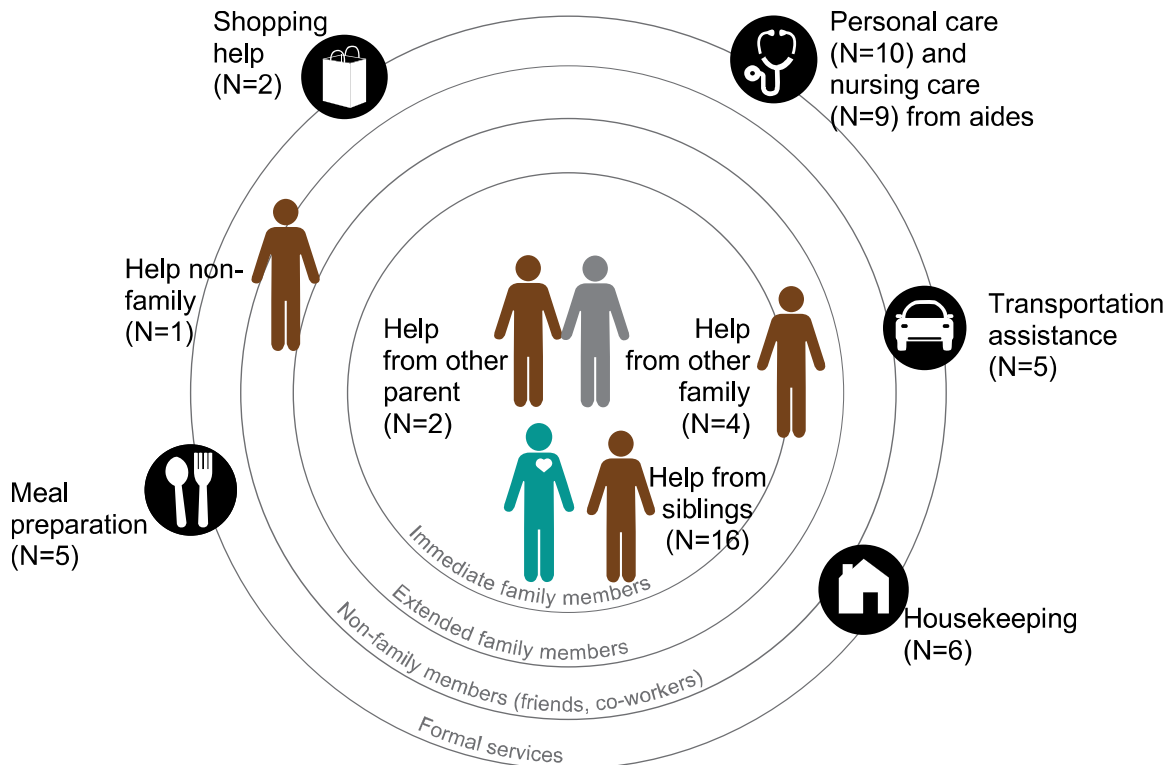 Shopping
help
(N=2)
Personal care
(N=10) and
nursing care
(N=9) from aides
Help non-
family
(N=1)
Help
from other
parent
(N=2)
Help
from other
family
(N=4)
Transportation
assistance
(N=5)
Meal
preparation
(N=5)
Help from
siblings
(N=16)
Housekeeping
(N=6)
Immediate family members
Extended family members
Non-family members (friends, co-workers)
Formal services